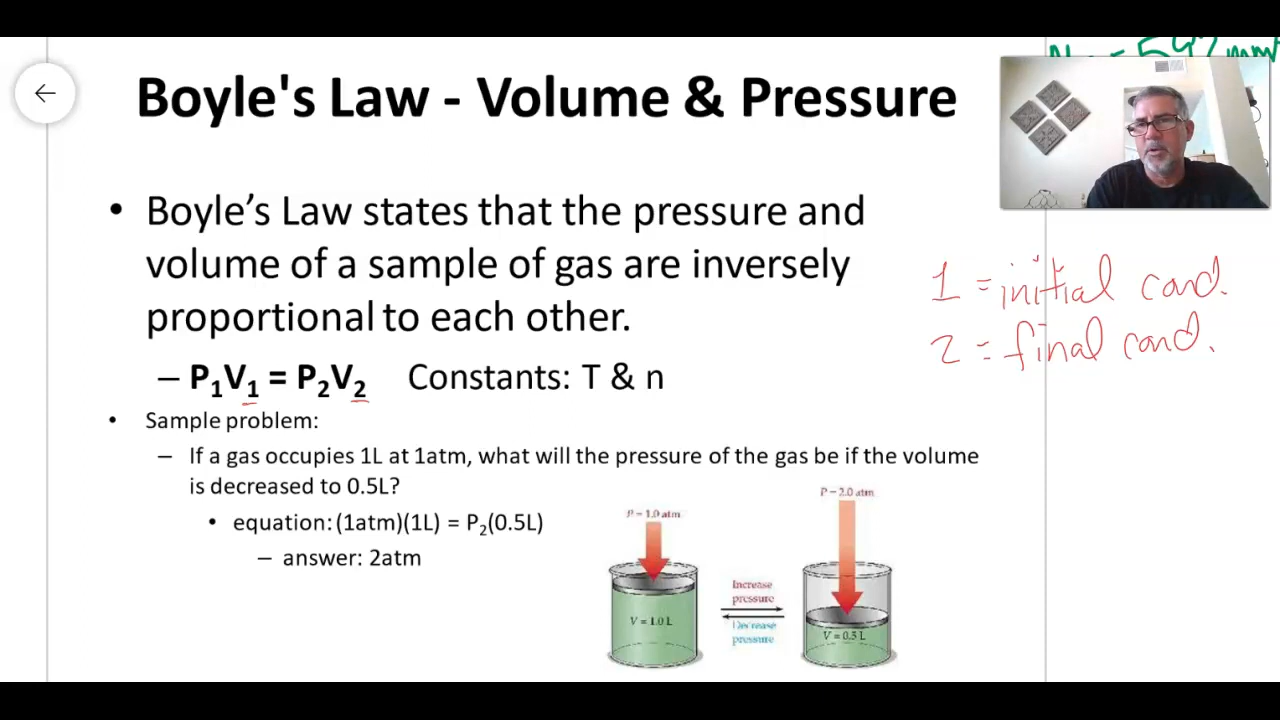 Boyle's Law - Volume & Pressure
• Boyle's Law states that the pressure and
volume of a sample of gas are inversely
proportional to each other.
– P₁V₁ = P₂V₂ Constants: T & n
• Sample problem:
– If a gas occupies 1L at 1atm, what will the pressure of the gas be if the volume
is decreased to 0.5L?
• equation: (1atm)(1L) = P₂(0.5L)
– answer: 2atm
1 = initial cond.
2 = final cond.
P = 1.0 atm
V = 1.0 L
Increase
pressure
Decrease
pressure
P = 2.0 atm
V = 0.5 L